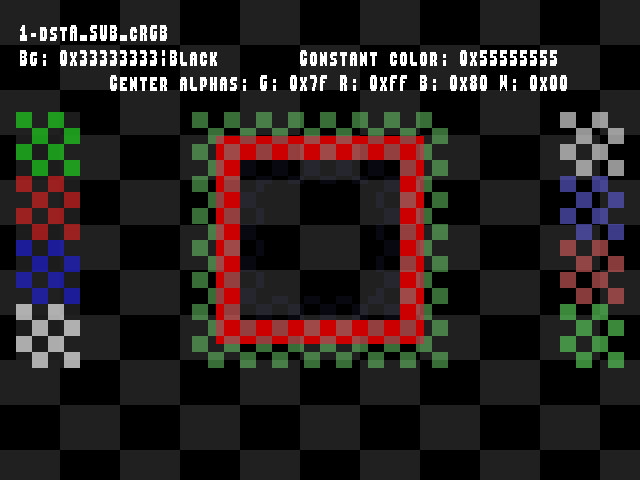 1-dstA_SUB_cRGB
Bg: 0x33333333¦Black Constant color: 0x55555555
Center alphas: G: 0x7F R: 0xFF B: 0x80 W: 0x00